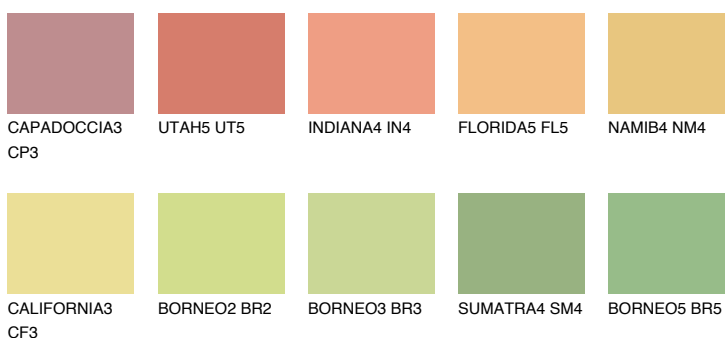 CAPADOCCIA3 CP3
UTAH5 UT5
INDIANA4 IN4
FLORIDA5 FL5
NAMIB4 NM4
CALIFORNIA3 CF3
BORNEO2 BR2
BORNEO3 BR3
SUMATRA4 SM4
BORNEO5 BR5